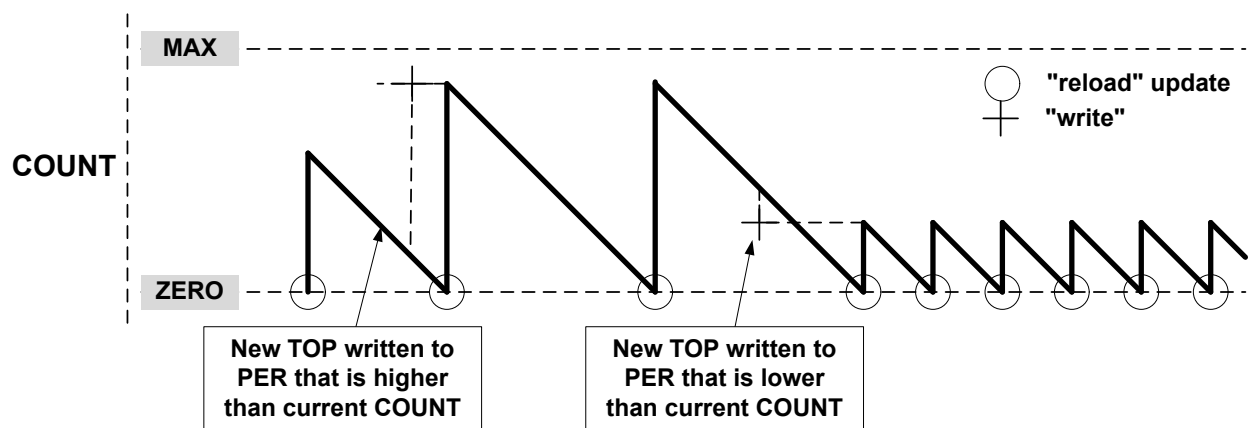 MAX
"reload" update
"write"
COUNT
ZERO
New TOP written to
PER that is higher
than current COUNT
New TOP written to
PER that is lower
than current COUNT